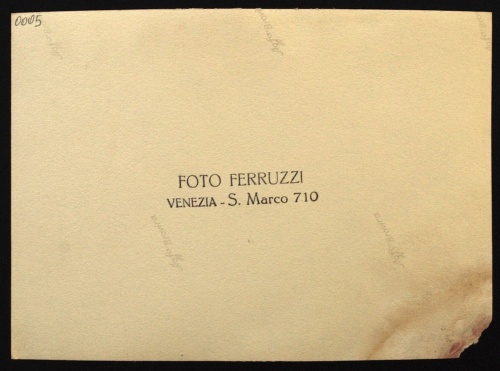 0005
FOTO FERRUZZI
VENEZIA - S. Marco 710